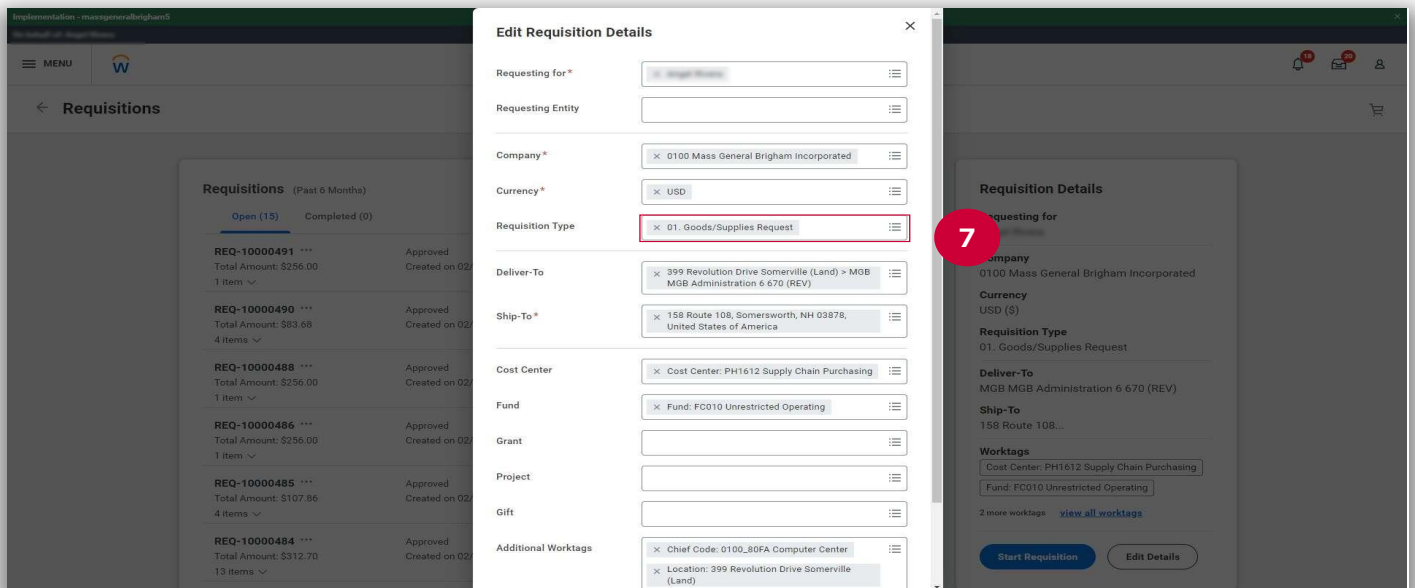 Implementation - massgeneralbrigham5
MENU
18
20
Requisitions
Requisitions (Past 6 Months)
Open (15) Completed (0)
REQ-10000491 ··· Approved
Total Amount: $256.00 Created on 02/
1 item
REQ-10000490 ··· Approved
Total Amount: $83.68 Created on 02/
4 items
REQ-10000488 ··· Approved
Total Amount: $256.00 Created on 02/
1 item
REQ-10000486 ··· Approved
Total Amount: $256.00 Created on 02/
1 item
REQ-10000485 ··· Approved
Total Amount: $107.86 Created on 02/
4 items
REQ-10000484 ··· Approved
Total Amount: $312.70 Created on 02/
13 items
Edit Requisition Details
Requesting for*
Requesting Entity
Company* × 0100 Mass General Brigham Incorporated
Currency* × USD
Requisition Type × 01. Goods/Supplies Request
7
Deliver-To × 399 Revolution Drive Somerville (Land) > MGB
MGB Administration 6 670 (REV)
Ship-To* × 158 Route 108, Somersworth, NH 03878,
United States of America
Cost Center × Cost Center: PH1612 Supply Chain Purchasing
Fund × Fund: FC010 Unrestricted Operating
Grant
Project
Gift
Additional Worktags × Chief Code: 0100_80FA Computer Center
× Location: 399 Revolution Drive Somerville
(Land)
Requisition Details
equesting for
ompany
0100 Mass General Brigham Incorporated
Currency
USD ($)
Requisition Type
01. Goods/Supplies Request
Deliver-To
MGB MGB Administration 6 670 (REV)
Ship-To
158 Route 108...
Worktags
Cost Center: PH1612 Supply Chain Purchasing
Fund: FC010 Unrestricted Operating
2 more worktags view all worktags
Start Requisition Edit Details